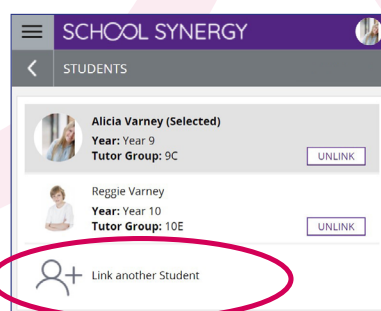 SCHOOL SYNERGY
STUDENTS
Alicia Varney (Selected)
Year: Year 9
Tutor Group: 9C
UNLINK
Reggie Varney
Year: Year 10
Tutor Group: 10E
UNLINK
Link another Student